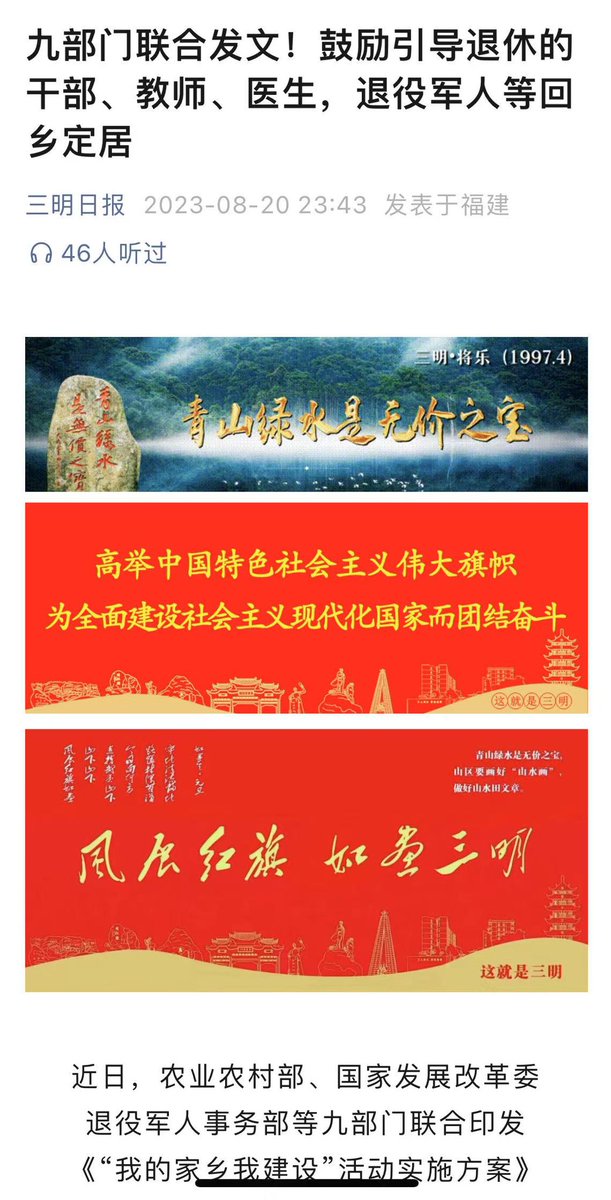 九部门联合发文！鼓励引导退休的
干部、教师、医生，退役军人等回
乡定居
三明日报 2023-08-20 23:43 发表于福建
46人听过
三明·将乐（1997.4）
青山绿水
是無價之寶
青山绿水是无价之宝
高举中国特色社会主义伟大旗帜
为全面建设社会主义现代化国家而团结奋斗
这就是三明
青山绿水是无价之宝，
山区要画好“山水画”，
做好山水田文章。
风展红旗 如画三明
这就是三明
近日，农业农村部、国家发展改革委
退役军人事务部等九部门联合印发
《“我的家乡我建设”活动实施方案》